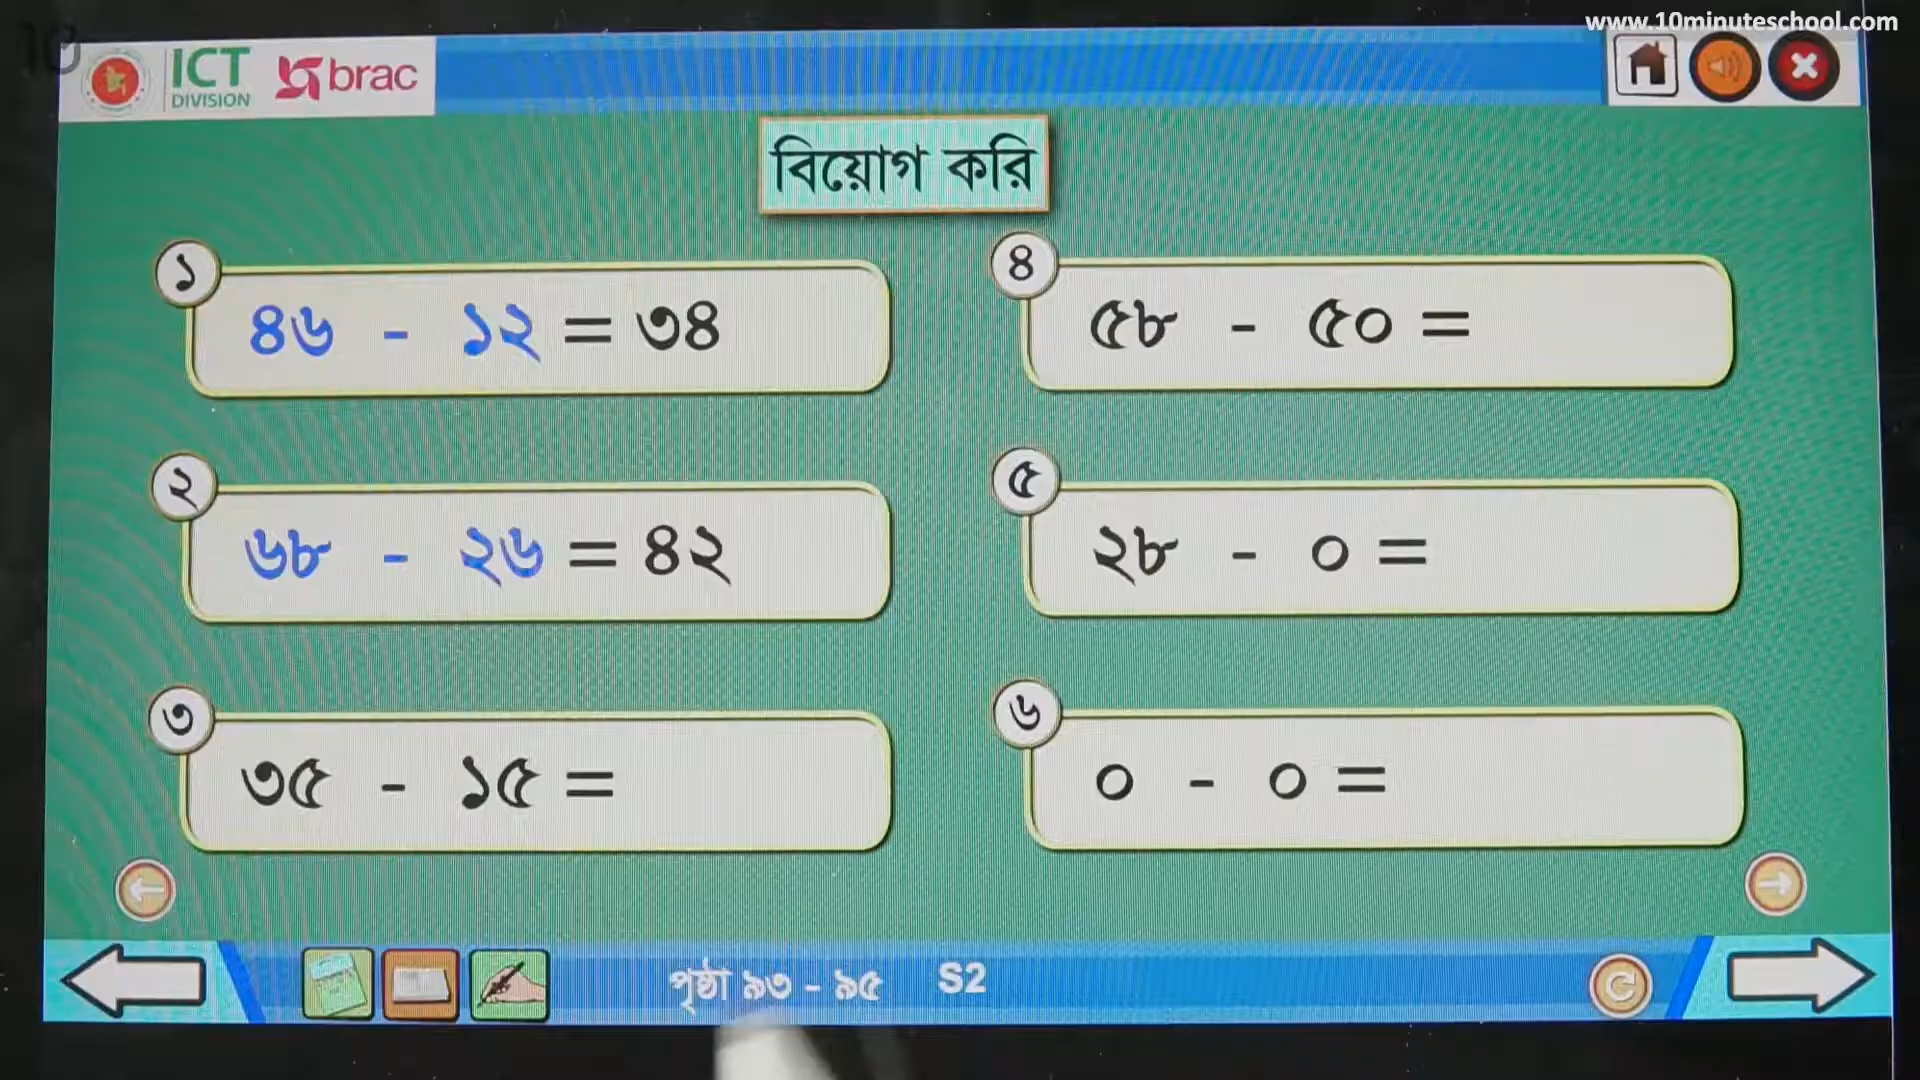 www.10minuteschool.com
10
ICT
DIVISION
brac
বিয়োগ করি
১
৪৬ - ১২ = ৩৪
২
৬৮ - ২৬ = ৪২
৩
৩৫ - ১৫ =
৪
৫৮ - ৫০ =
৫
২৮ - ০ =
৬
০ - ০ =
পৃষ্ঠা ৯৩ - ৯৫ S2